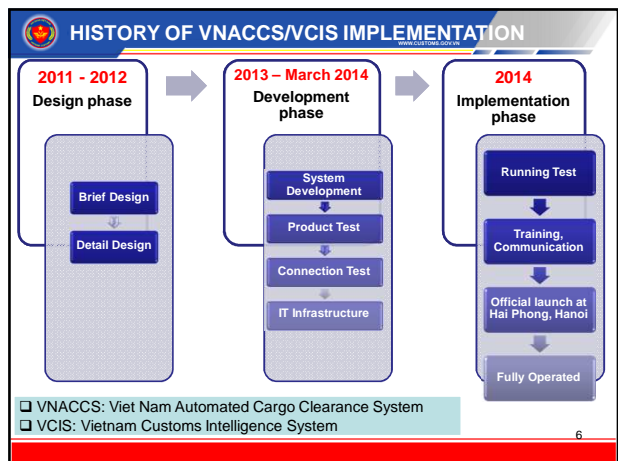 HISTORY OF VNACCS/VCIS IMPLEMENTATION
WWW.CUSTOMS.GOV.VN
2011 - 2012
Design phase
Brief Design
Detail Design
2013 – March 2014
Development
phase
System
Development
Product Test
Connection Test
IT Infrastructure
2014
Implementation
phase
Running Test
Training,
Communication
Official launch at
Hai Phong, Hanoi
Fully Operated
❑ VNACCS: Viet Nam Automated Cargo Clearance System
❑ VCIS: Vietnam Customs Intelligence System
6